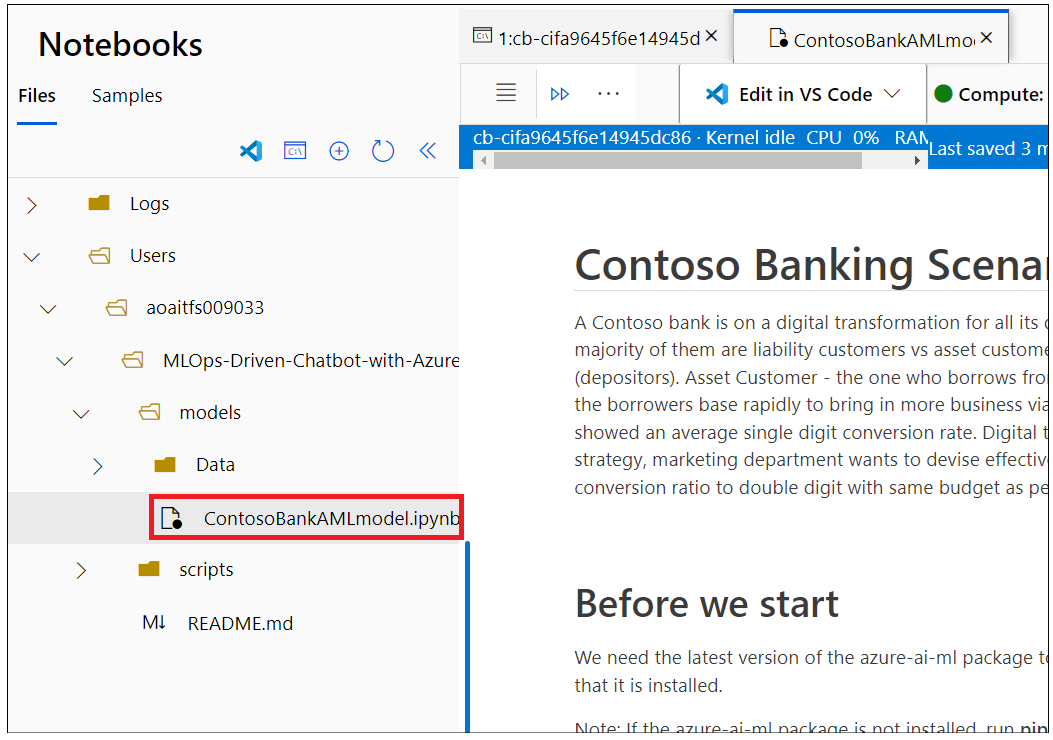 Notebooks
Files Samples
Logs
Users
aoaitfs009033
MLOps-Driven-Chatbot-with-Azure
models
Data
ContosoBankAMLmodel.ipynb
scripts
M↓ README.md
1:cb-cifa9645f6e14945d
ContosoBankAMLmo
Edit in VS Code
Compute:
cb-cifa9645f6e14945dc86 · Kernel idle CPU 0% RAM
Last saved 3 m
Contoso Banking Scenar
A Contoso bank is on a digital transformation for all its
majority of them are liability customers vs asset custome
(depositors). Asset Customer - the one who borrows fro
the borrowers base rapidly to bring in more business via
showed an average single digit conversion rate. Digital t
strategy, marketing department wants to devise effectiv
conversion ratio to double digit with same budget as pe
Before we start
We need the latest version of the azure-ai-ml package to
that it is installed.
Note: If the azure-ai-ml package is not installed, run pip